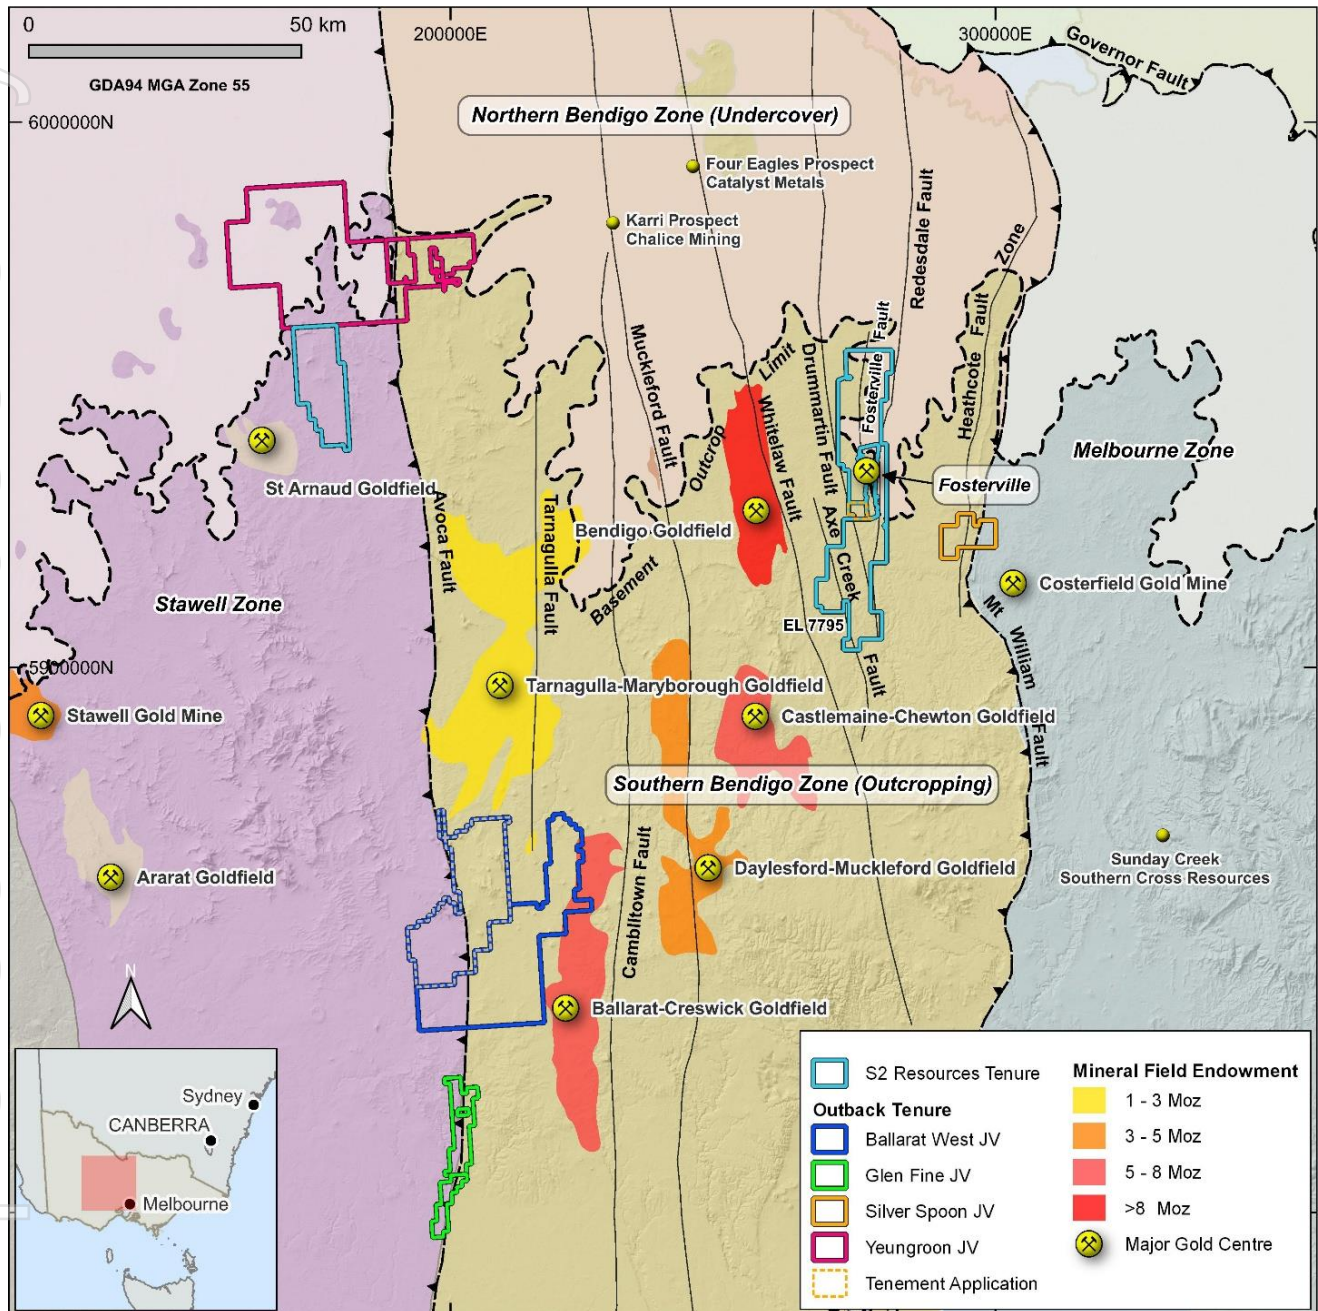 0
50 km
GDA94 MGA Zone 55
200000E
300000E
Governor Fault
6000000N
Northern Bendigo Zone (Undercover)
Four Eagles Prospect
Catalyst Metals
Karri Prospect
Chalice Mining
Redesdale Fault
Heathcote Fault Zone
Muckleford Fault
Basement Outcrop Limit
Drummartin Fault
Fosterville Fault
Whitelaw Fault
Melbourne Zone
Fosterville
St Arnaud Goldfield
Avoca Fault
Tarnagulla Fault
Bendigo Goldfield
Axe Creek Fault
Costerfield Gold Mine
Stawell Zone
EL 7795
Mt William Fault
5900000N
Tarnagulla-Maryborough Goldfield
Stawell Gold Mine
Castlemaine-Chewton Goldfield
Southern Bendigo Zone (Outcropping)
Camblltown Fault
Sunday Creek
Southern Cross Resources
Ararat Goldfield
Daylesford-Muckleford Goldfield
N
Ballarat-Creswick Goldfield
Sydney
CANBERRA
Melbourne
S2 Resources Tenure
Outback Tenure
Ballarat West JV
Glen Fine JV
Silver Spoon JV
Yeungroon JV
Tenement Application
Mineral Field Endowment
1 - 3 Moz
3 - 5 Moz
5 - 8 Moz
>8 Moz
Major Gold Centre